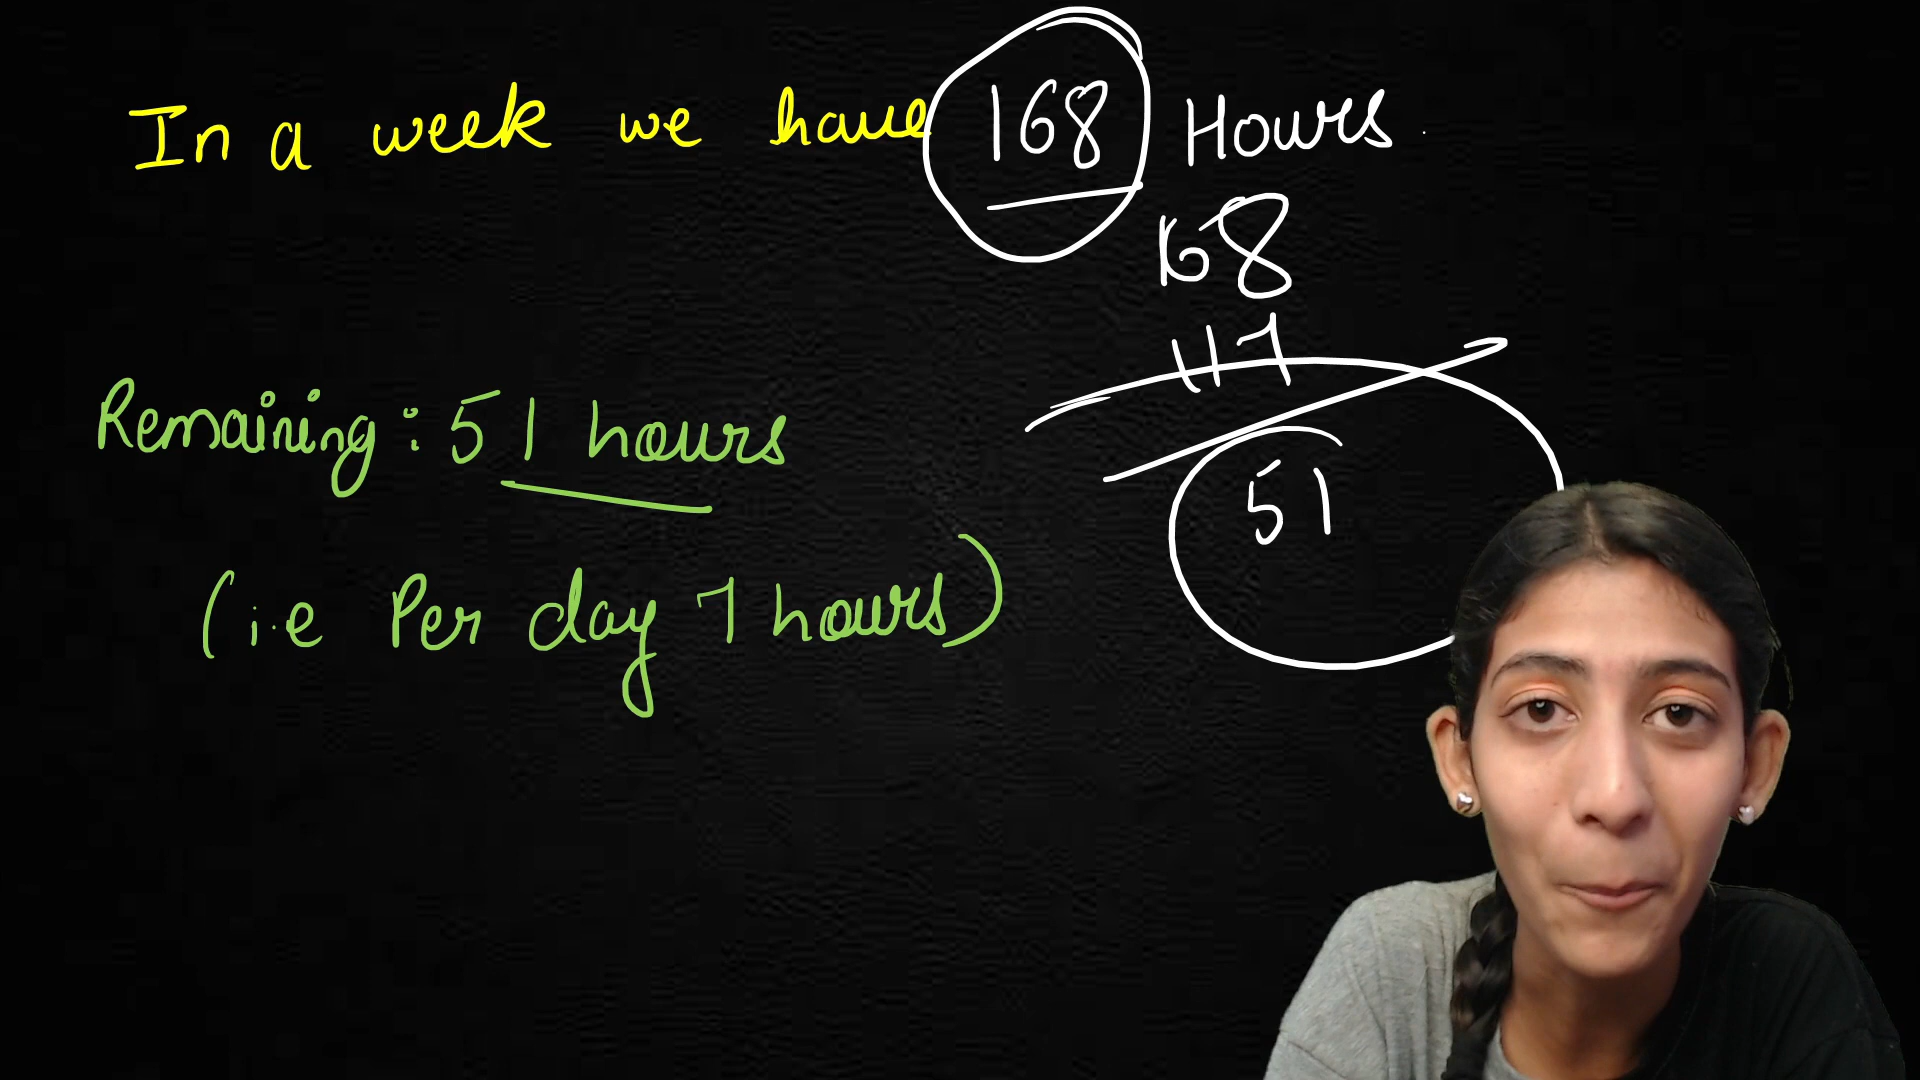 In a week we have 168 Hours.
168
117
51
Remaining: 51 hours
(i.e Per day 7 hours)